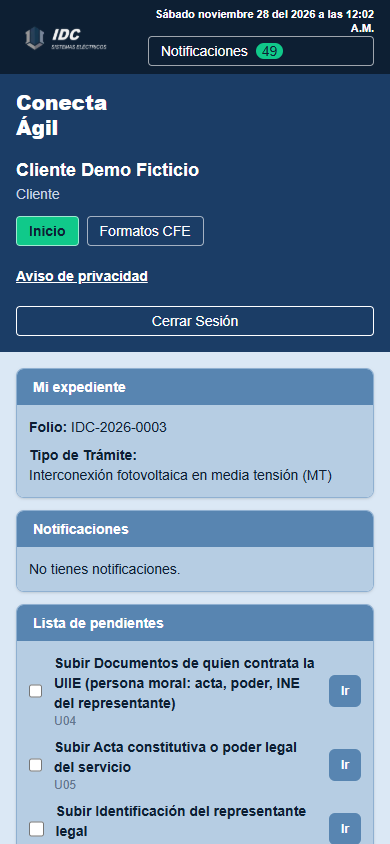 Sábado noviembre 28 del 2026 a las 12:02
A.M.
IDC
SISTEMAS ELÉCTRICOS
Notificaciones 49
Conecta
Ágil
Cliente Demo Ficticio
Cliente
Inicio
Formatos CFE
Aviso de privacidad
Cerrar Sesión
Mi expediente
Folio: IDC-2026-0003
Tipo de Trámite:
Interconexión fotovoltaica en media tensión (MT)
Notificaciones
No tienes notificaciones.
Lista de pendientes
Subir Documentos de quien contrata la
UIIE (persona moral: acta, poder, INE
del representante)
Ir
U04
Subir Acta constitutiva o poder legal
del servicio
Ir
U05
Subir Identificación del representante
legal
Ir